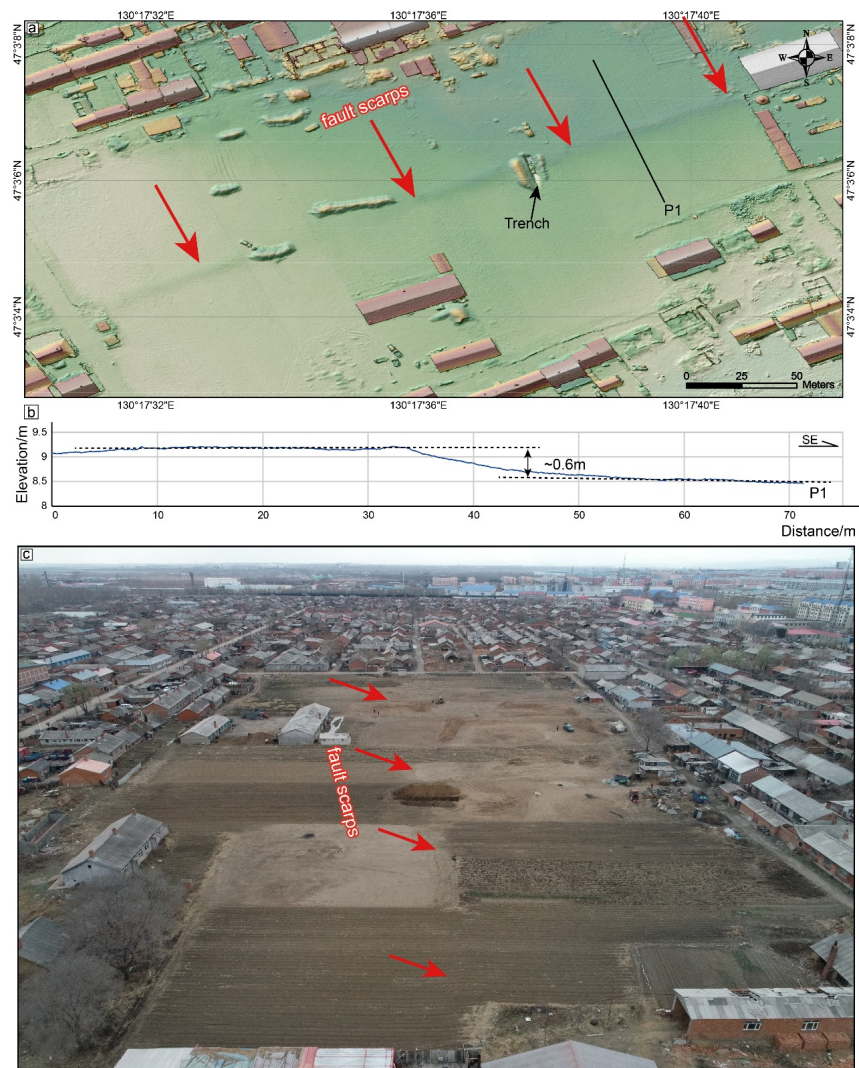 130°17'32"E 130°17'36"E 130°17'40"E
a
47°3'8"N 47°3'8"N
N
W E
S
fault scarps
47°3'6"N 47°3'6"N
P1
Trench
47°3'4"N 47°3'4"N
0 25 50
Meters
130°17'32"E 130°17'36"E 130°17'40"E
b
Elevation/m
9.5
9
8.5
8
SE
~0.6m
P1
0 10 20 30 40 50 60 70
Distance/m
c
fault scarps